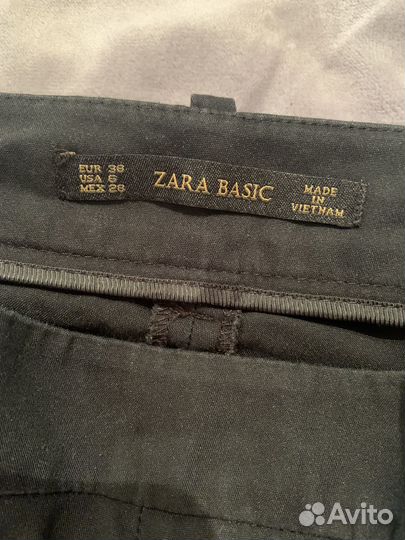 EUR 38
USA 6
MEX 28
ZARA BASIC
MADE
IN
VIETNAM
Avito